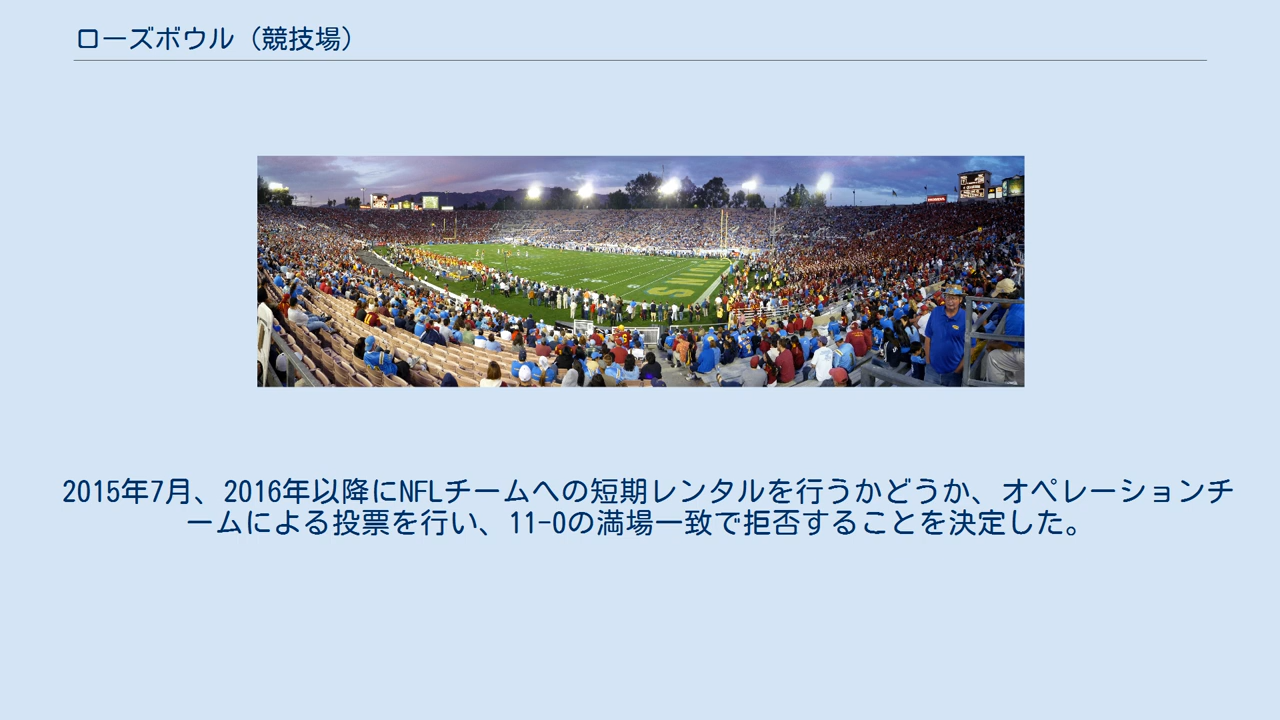 ローズボウル（競技場）
2015年7月、2016年以降にNFLチームへの短期レンタルを行うかどうか、オペレーションチ
ームによる投票を行い、11-0の満場一致で拒否することを決定した。